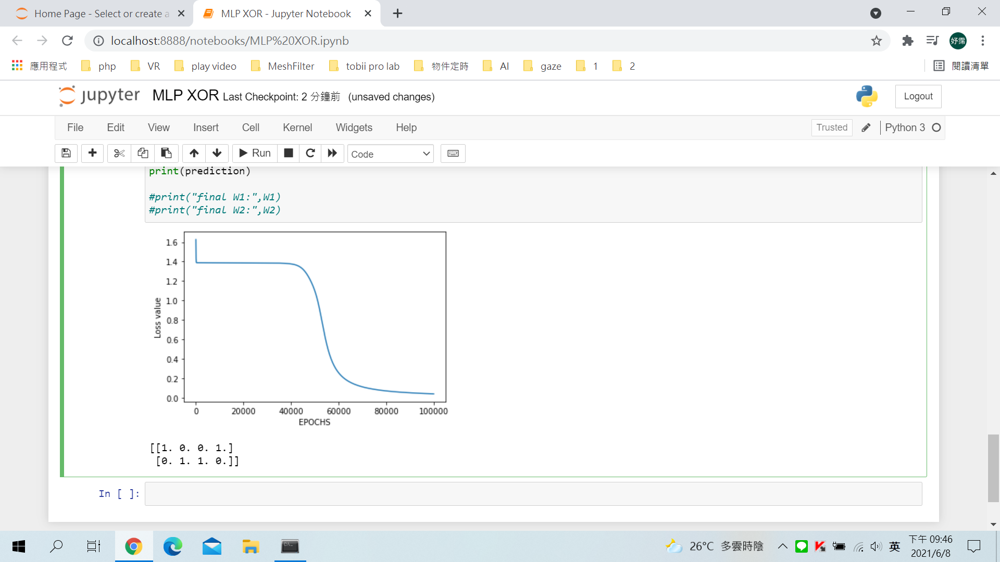 Home Page - Select or create a
MLP XOR - Jupyter Notebook
localhost:8888/notebooks/MLP%20XOR.ipynb
妤霈
應用程式 php VR play video MeshFilter tobii pro lab 物件定時 AI gaze 1 2 閱讀清單
jupyter MLP XOR Last Checkpoint: 2 分鐘前 (unsaved changes) Logout
File Edit View Insert Cell Kernel Widgets Help Trusted Python 3
Run Code
print(prediction)
#print("final W1:",W1)
#print("final W2:",W2)
1.6
1.4
1.2
1.0
0.8
0.6
0.4
0.2
0.0
Loss value
0 20000 40000 60000 80000 100000
EPOCHS
[[1. 0. 0. 1.]
[0. 1. 1. 0.]]
In [ ]:
26°C 多雲時陰 英 下午 09:46
2021/6/8